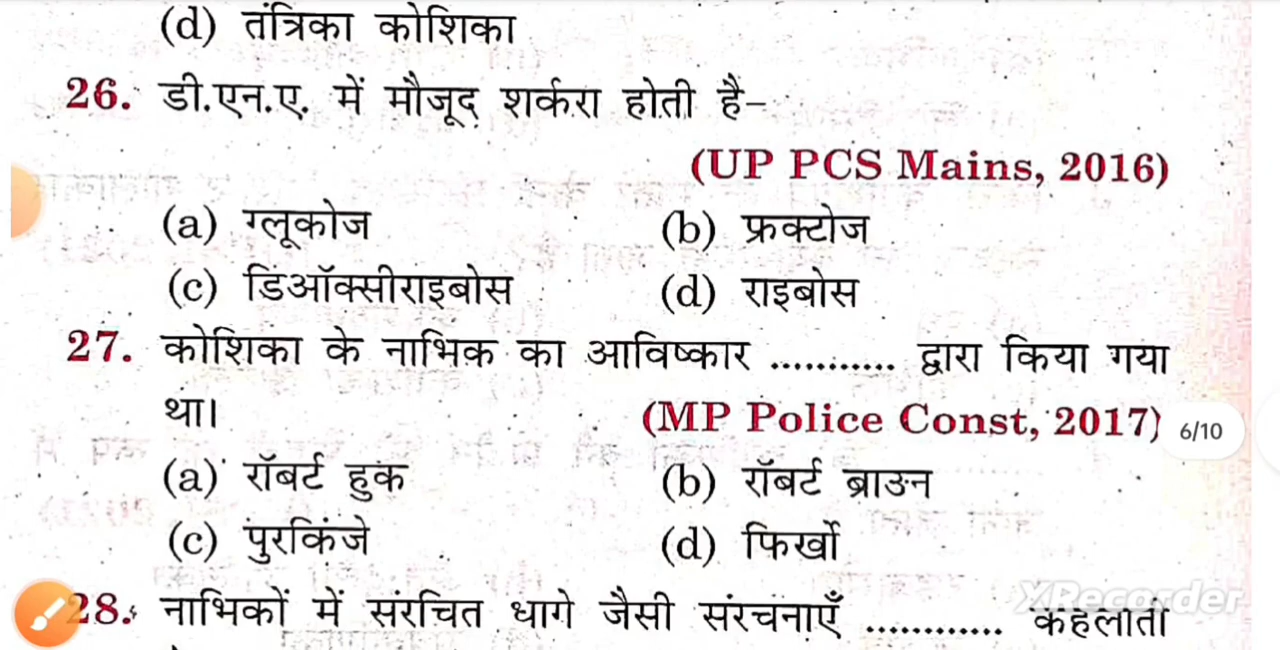 (d) तंत्रिका कोशिका
26. डी.एन.ए. में मौजूद शर्करा होती है-
(UP PCS Mains, 2016)
(a) ग्लूकोज (b) फ्रक्टोज
(c) डिऑक्सीराइबोस (d) राइबोस
27. कोशिका के नाभिक का आविष्कार ............ द्वारा किया गया
था। (MP Police Const, 2017)
6/10
(a) रॉबर्ट हुक (b) रॉबर्ट ब्राउन
(c) पुरकिंजे (d) फिर्खो
XRecorder
28. नाभिकों में संरचित धागे जैसी संरचनाएँ ............. कहलाती